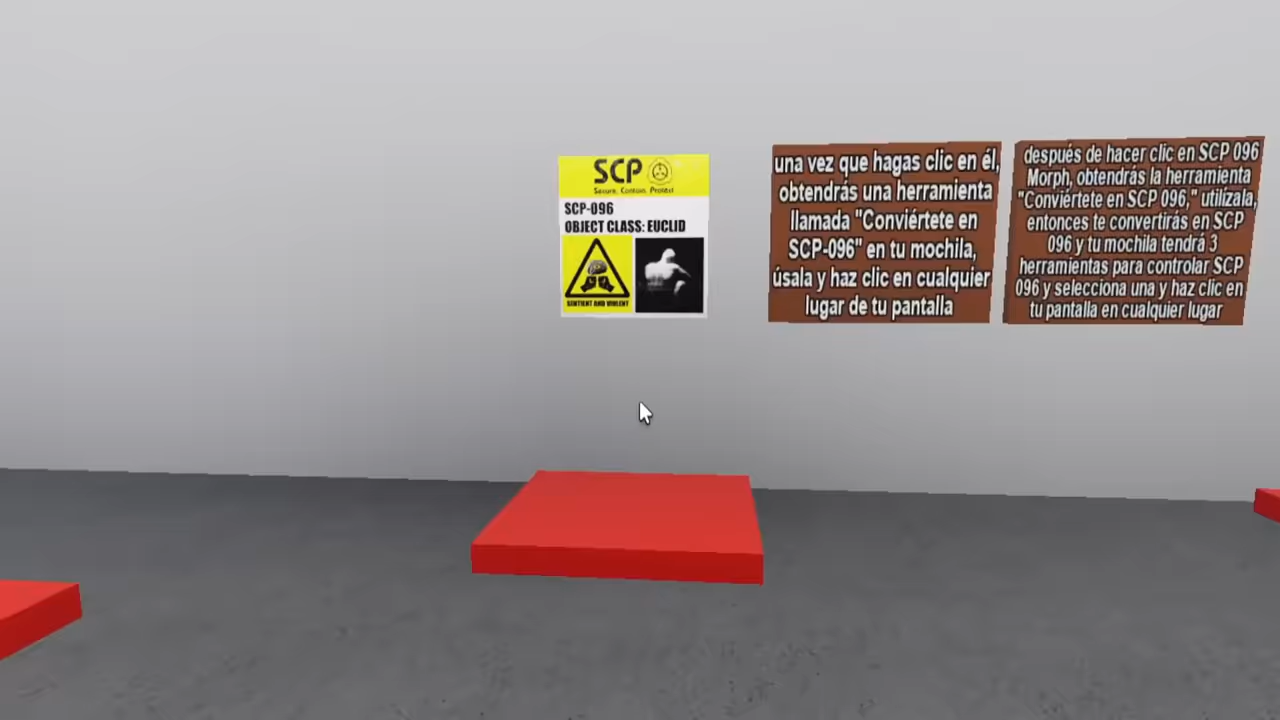 SCP
Secure. Contain. Protect.
SCP-096
OBJECT CLASS: EUCLID
SENTIENT AND VIOLENT
una vez que hagas clic en él,
obtendrás una herramienta
llamada "Conviértete en
SCP-096" en tu mochila,
úsala y haz clic en cualquier
lugar de tu pantalla
después de hacer clic en SCP 096
Morph, obtendrás la herramienta
"Conviértete en SCP 096," utilízala,
entonces te convertirás en SCP
096 y tu mochila tendrá 3
herramientas para controlar SCP
096 y selecciona una y haz clic en
tu pantalla en cualquier lugar